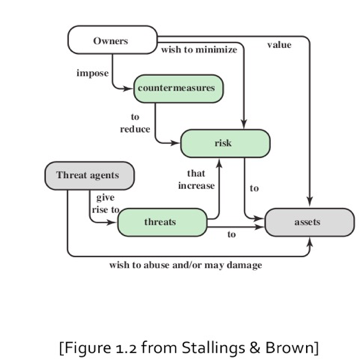 Owners
wish to minimize
value
impose
countermeasures
to
reduce
risk
Threat agents
that
increase
to
give
rise to
threats
assets
to
wish to abuse and/or may damage
[Figure 1.2 from Stallings & Brown]